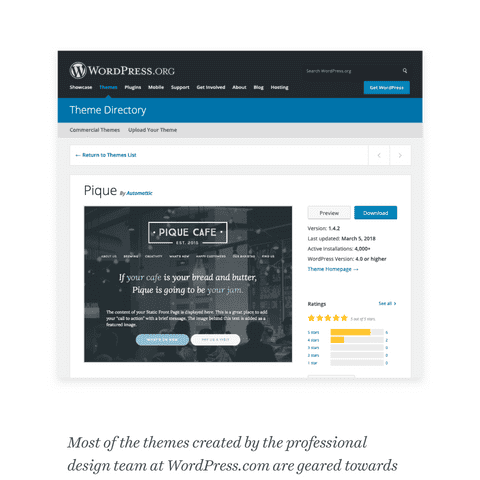 WORDPRESS.ORG
Search WordPress.org
Showcase Themes Plugins Mobile Support Get Involved About Blog Hosting
Get WordPress
Theme Directory
Commercial Themes Upload Your Theme
← Return to Themes List
Pique By Automattic
Preview Download
Version: 1.4.2
Last updated: March 5, 2018
Active Installations: 4,000+
WordPress Version: 4.0 or higher
Theme Homepage →
PIQUE CAFE
EST. 2015
ABOUT US
WHAT'S NEW
FIND US
If your cafe is your bread and butter,
Pique is going to be your jam.
The content of your Static Front Page is displayed here. This is a great place to add
your "call to action" with a brief message. The image behind this text is added as a
featured image.
WHAT'S ON NOW
Ratings See all
5 stars
4 stars
3 stars
2 stars
1 star
Most of the themes created by the professional
design team at WordPress.com are geared towards